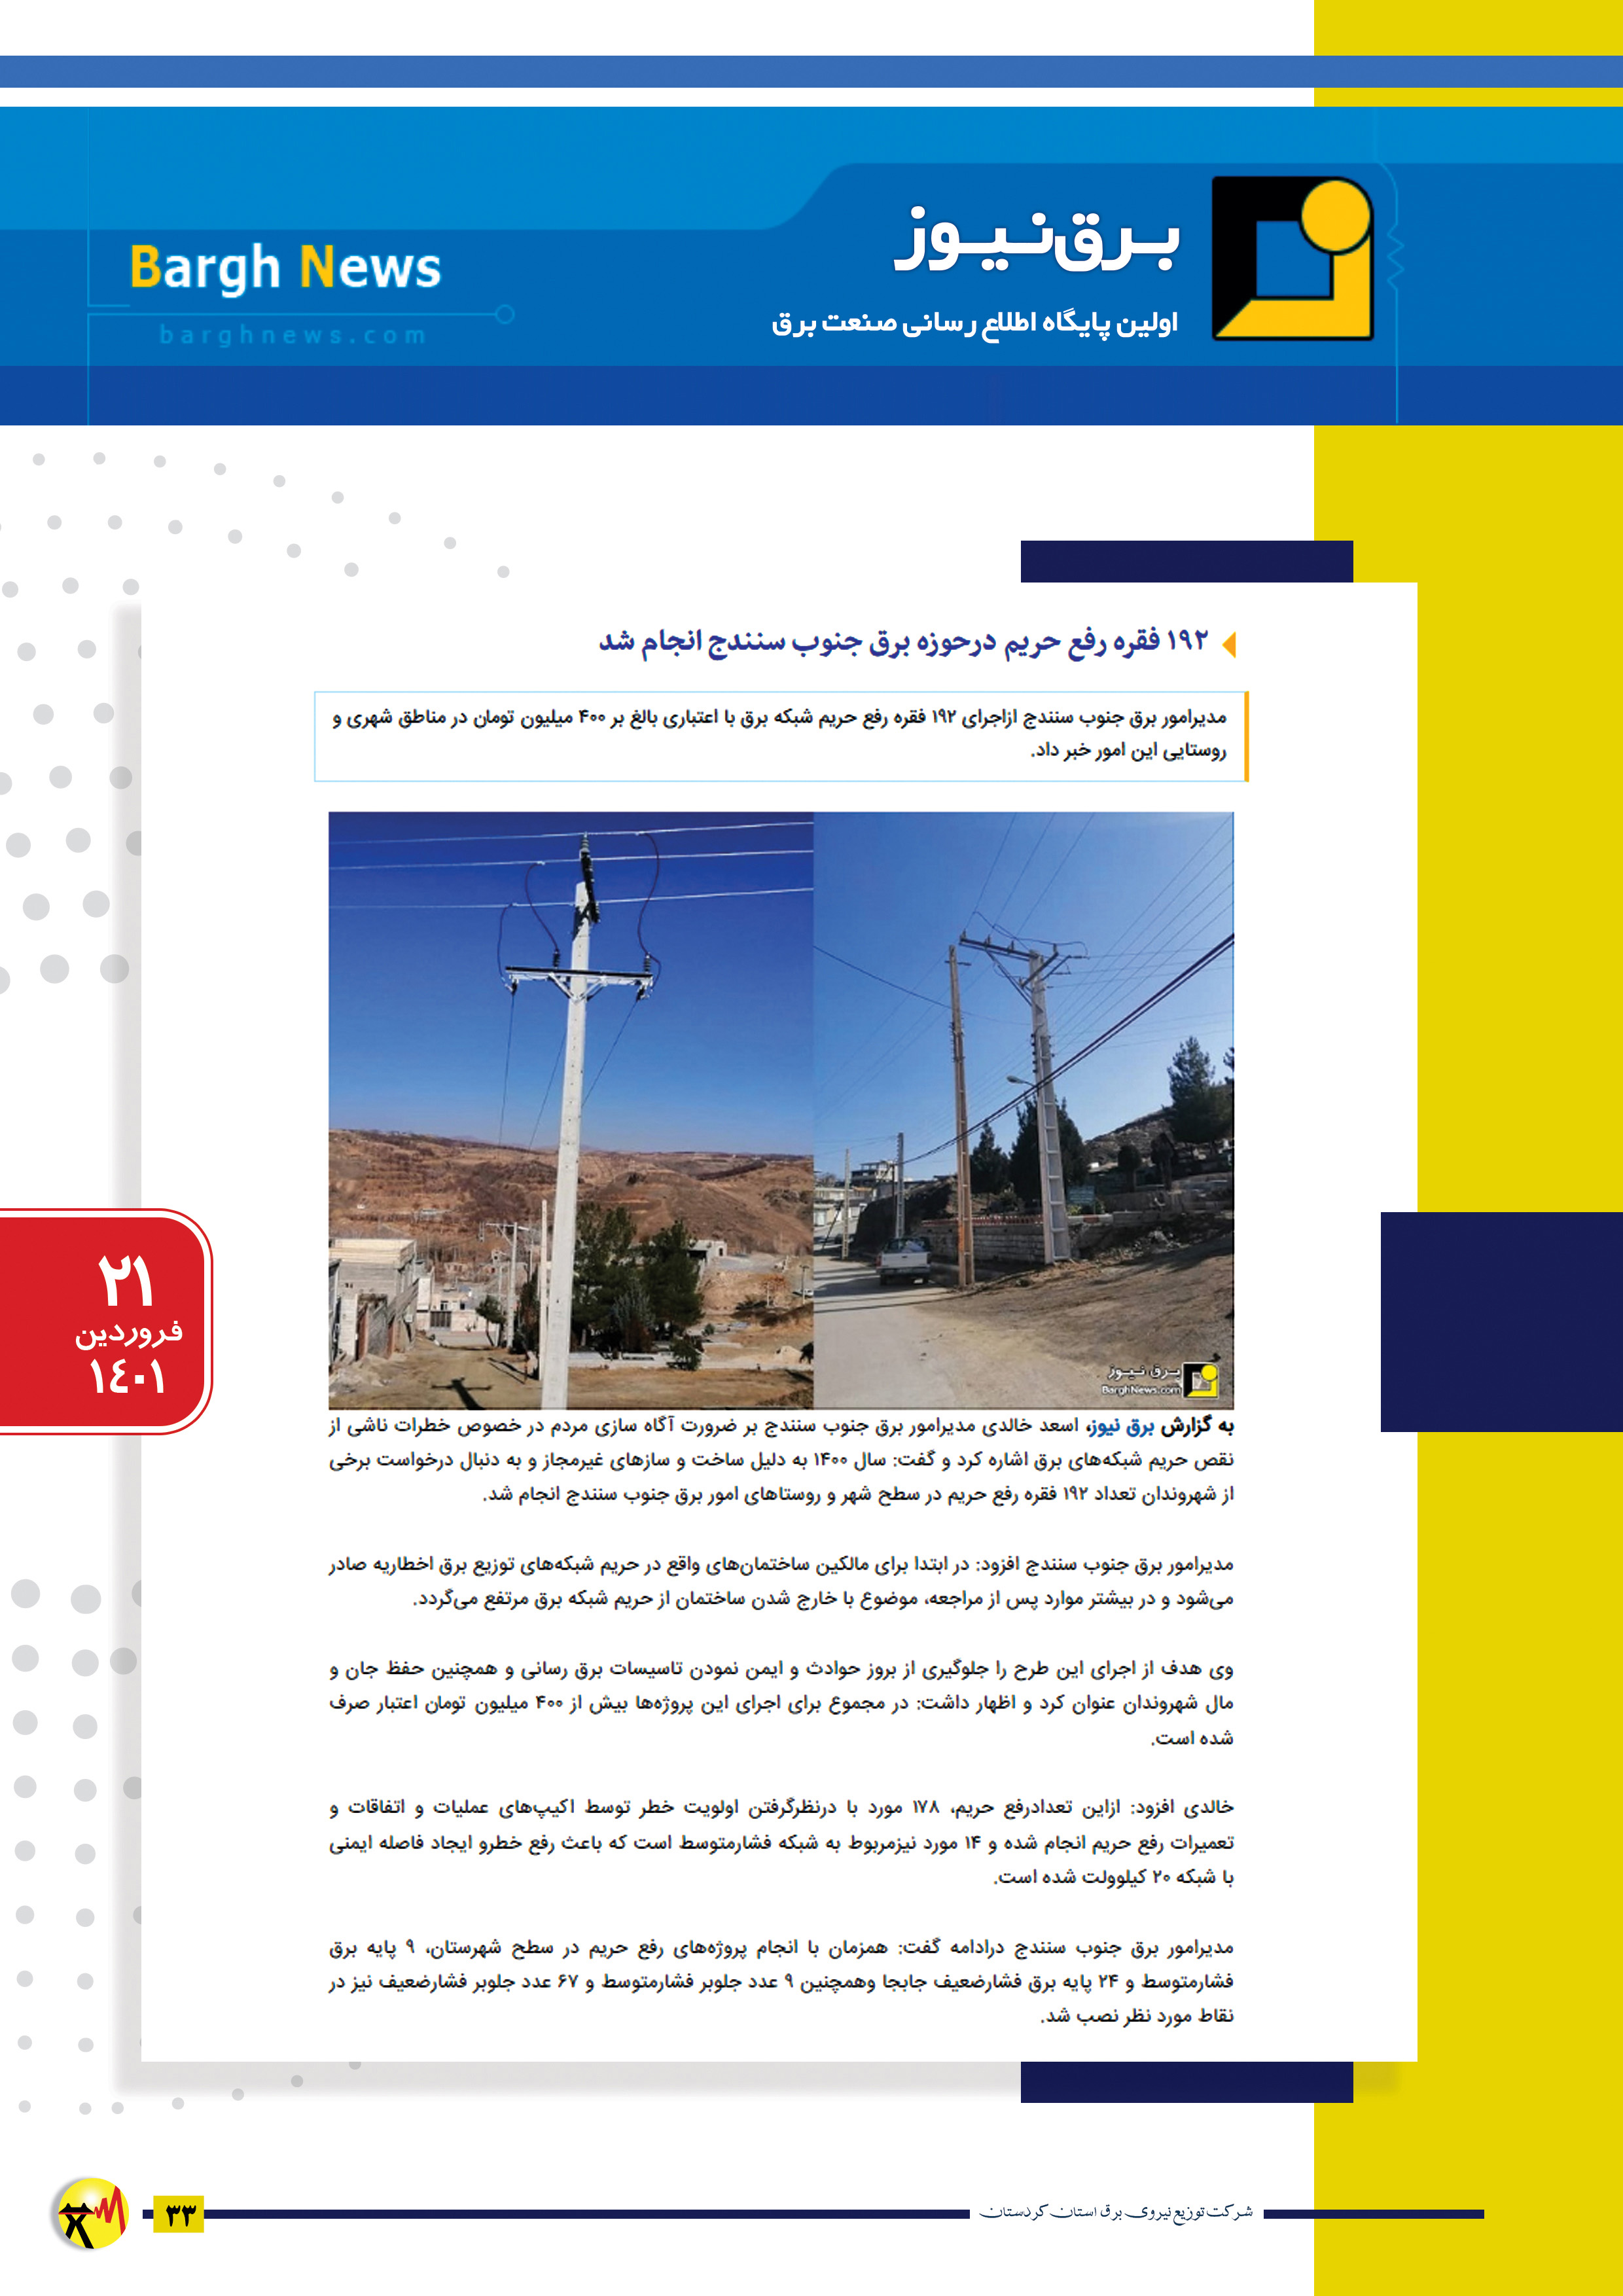 برق‌نیوز
اولین پایگاه اطلاع رسانی صنعت برق
Bargh News
barghnews.com
۱۹۲ فقره رفع حریم درحوزه برق جنوب سنندج انجام شد
مدیرامور برق جنوب سنندج ازاجرای ۱۹۲ فقره رفع حریم شبکه برق با اعتباری بالغ بر ۴۰۰ میلیون تومان در مناطق شهری و
روستایی این امور خبر داد.
برق نیوز
BarghNews.com
۲۱
فروردین
۱٤۰۱
به گزارش برق نیوز، اسعد خالدی مدیرامور برق جنوب سنندج بر ضرورت آگاه سازی مردم در خصوص خطرات ناشی از
نقص حریم شبکه‌های برق اشاره کرد و گفت: سال ۱۴۰۰ به دلیل ساخت و سازهای غیرمجاز و به دنبال درخواست برخی
از شهروندان تعداد ۱۹۲ فقره رفع حریم در سطح شهر و روستاهای امور برق جنوب سنندج انجام شد.
مدیرامور برق جنوب سنندج افزود: در ابتدا برای مالکین ساختمان‌های واقع در حریم شبکه‌های توزیع برق اخطاریه صادر
می‌شود و در بیشتر موارد پس از مراجعه، موضوع با خارج شدن ساختمان از حریم شبکه برق مرتفع می‌گردد.
وی هدف از اجرای این طرح را جلوگیری از بروز حوادث و ایمن نمودن تاسیسات برق رسانی و همچنین حفظ جان و
مال شهروندان عنوان کرد و اظهار داشت: در مجموع برای اجرای این پروژه‌ها بیش از ۴۰۰ میلیون تومان اعتبار صرف
شده است.
خالدی افزود: ازاین تعدادرفع حریم، ۱۷۸ مورد با درنظرگرفتن اولویت خطر توسط اکیپ‌های عملیات و اتفاقات و
تعمیرات رفع حریم انجام شده و ۱۴ مورد نیزمربوط به شبکه فشارمتوسط است که باعث رفع خطرو ایجاد فاصله ایمنی
با شبکه ۲۰ کیلوولت شده است.
مدیرامور برق جنوب سنندج درادامه گفت: همزمان با انجام پروژه‌های رفع حریم در سطح شهرستان، ۹ پایه برق
فشارمتوسط و ۲۴ پایه برق فشارضعیف جابجا وهمچنین ۹ عدد جلوبر فشارمتوسط و ۶۷ عدد جلوبر فشارضعیف نیز در
نقاط مورد نظر نصب شد.
شرکت توزیع نیروی برق استان کردستان
۳۳